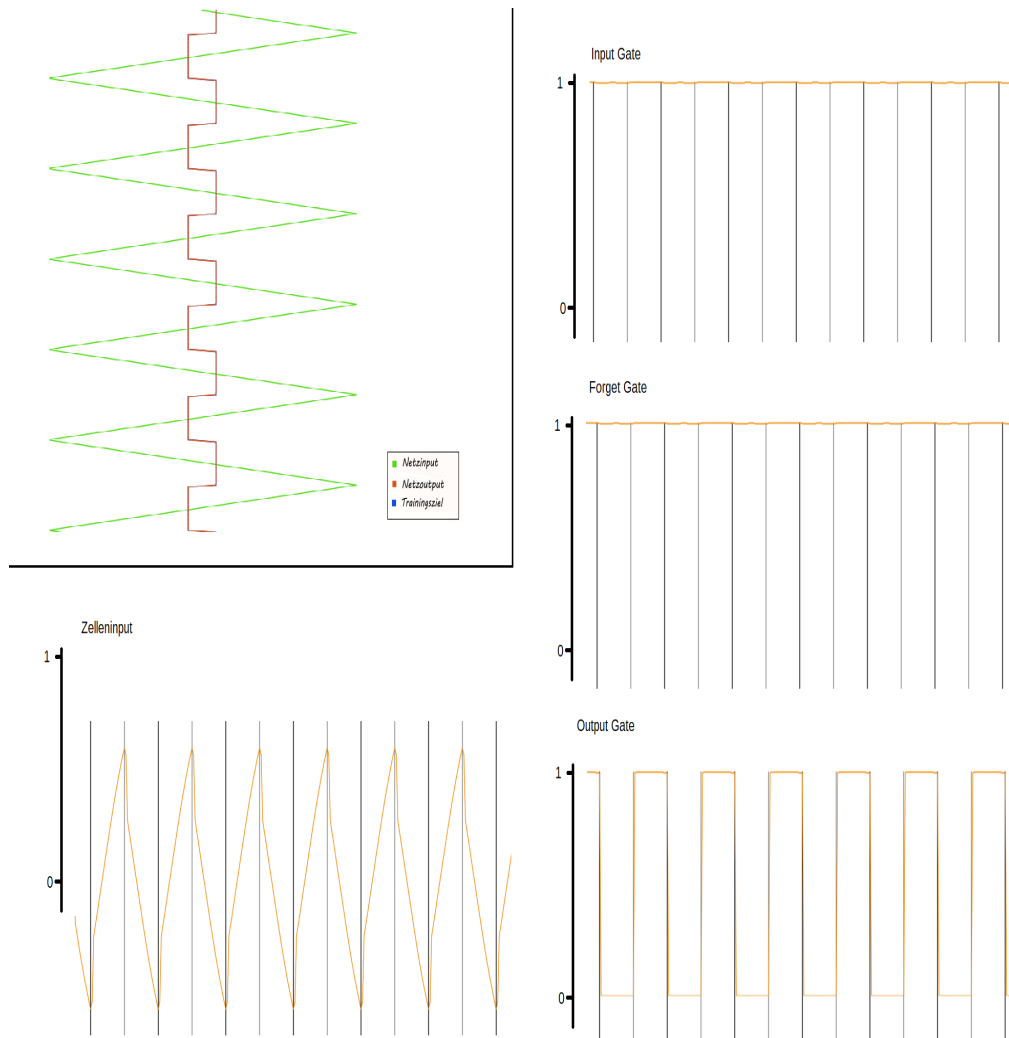 Netzinput
Netzoutput
Trainingsziel
Zelleninput
1
0
Input Gate
1
0
Forget Gate
1
0
Output Gate
1
0